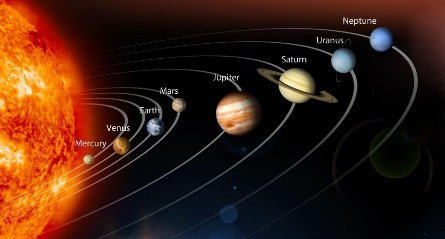 Mercury
Venus
Earth
Mars
Jupiter
Saturn
Uranus
Neptune